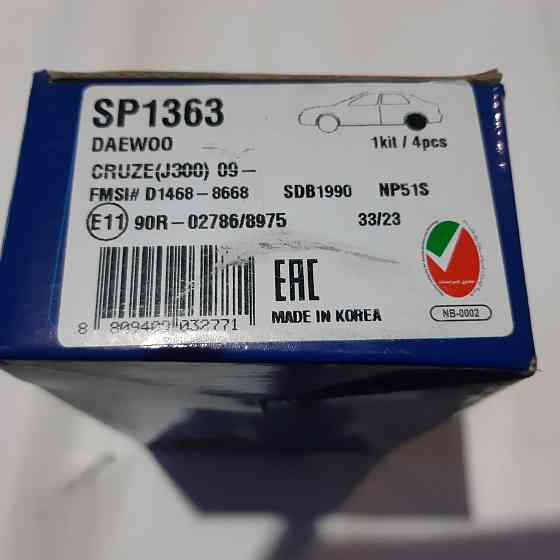 SP1363
1kit / 4pcs
DAEWOO
CRUZE(J300) 09-
FMSI# D1468-8668 SDB1990 NP51S
E11 90R-02786/8975 33/23
EAC
MADE IN KOREA
NB-0002
8 809409 032771